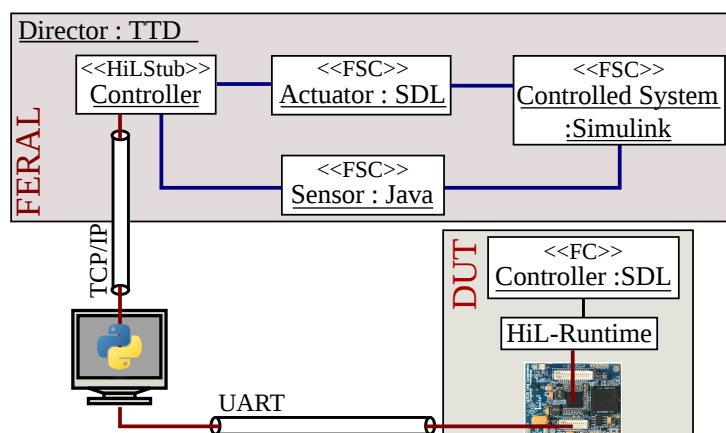 Director : TTD
<<HiLStub>>
Controller
<<FSC>>
Actuator : SDL
<<FSC>>
Controlled System
:Simulink
<<FSC>>
Sensor : Java
FERAL
TCP/IP
DUT
<<FC>>
Controller :SDL
HiL-Runtime
UART